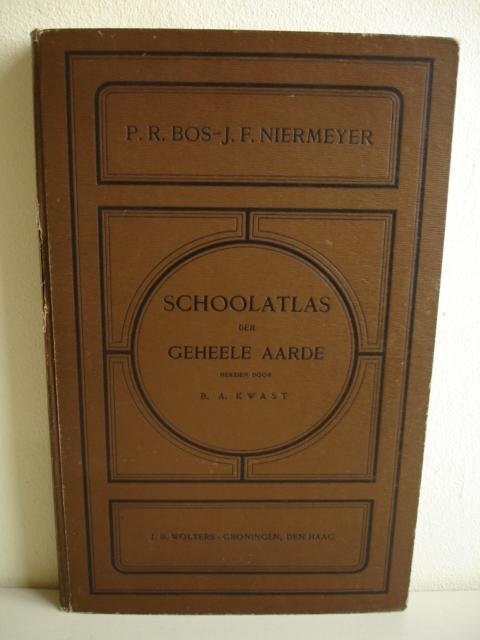 P. R. BOS-J. F. NIERMEYER
SCHOOLATLAS
DER
GEHEELE AARDE
HERZIEN DOOR
B. A. KWAST
J. B. WOLTERS - GRONINGEN, DEN HAAG